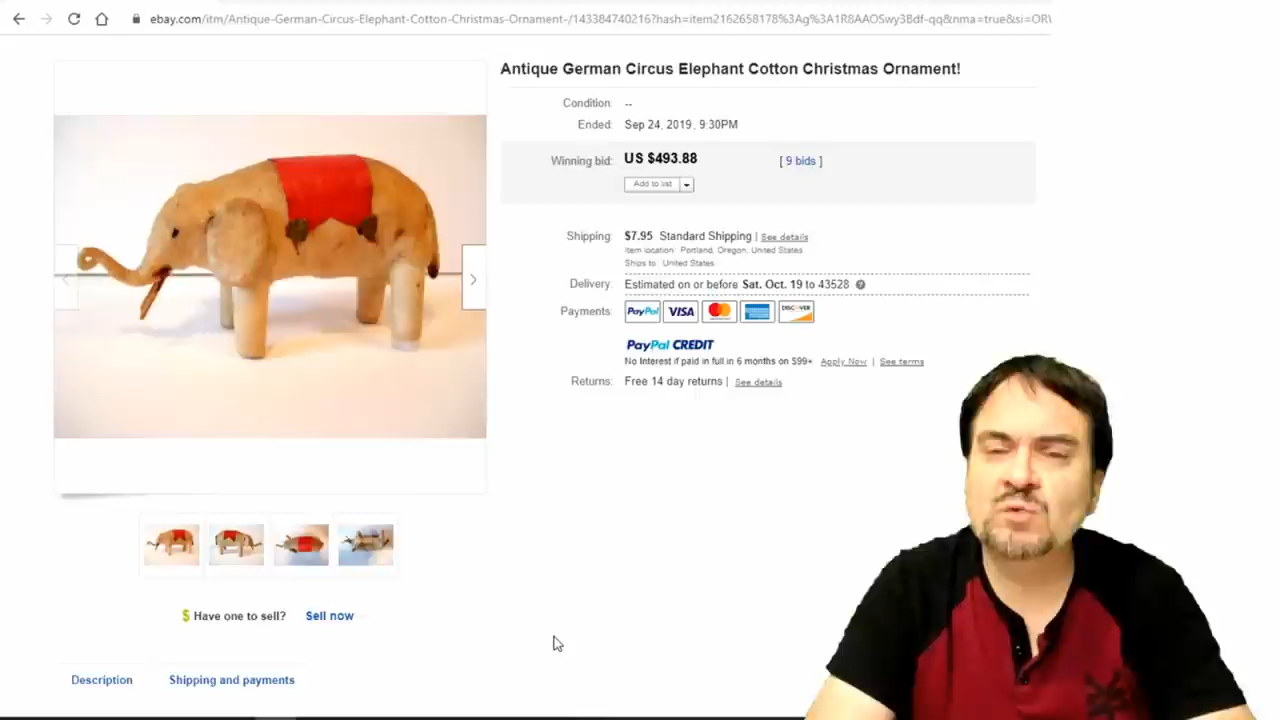 ebay.com/itm/Antique-German-Circus-Elephant-Cotton-Christmas-Ornament-/143384740216?hash=item2162658178%3Ag%3A1R8AAOSwy3Bdf-qq&nma=true&si=OR
Antique German Circus Elephant Cotton Christmas Ornament!
Condition: --
Ended: Sep 24, 2019, 9:30PM
Winning bid: US $493.88 [ 9 bids ]
Add to list
Shipping: $7.95 Standard Shipping | See details
Item location: Portland, Oregon, United States
Ships to: United States
Delivery: Estimated on or before Sat. Oct. 19 to 43528
Payments: PayPal VISA MasterCard AMERICAN EXPRESS DISCOVER
PayPal CREDIT
No Interest if paid in full in 6 months on $99+ Apply Now | See terms
Returns: Free 14 day returns | See details
$ Have one to sell? Sell now
Description Shipping and payments